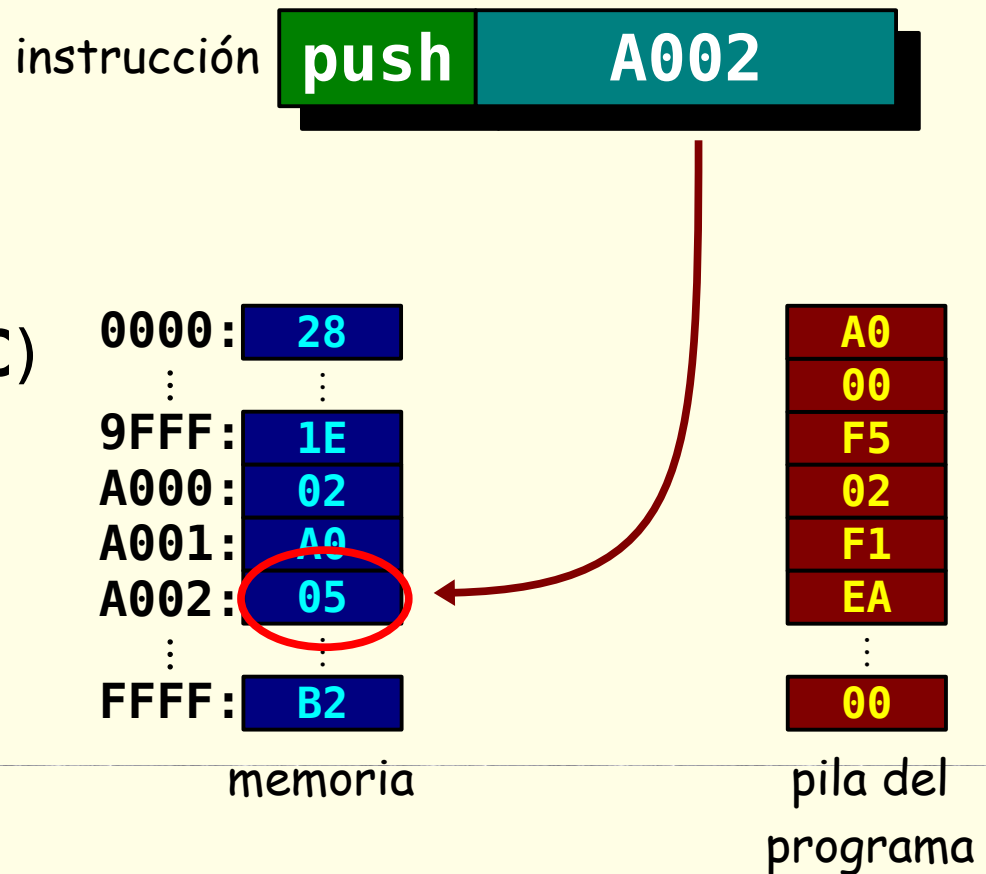 instrucción push A002
C)
0000: 28 A0
⋮ ⋮ 00
9FFF: 1E F5
A000: 02 02
A001: A0 F1
A002: 05 EA
⋮ ⋮ ⋮
FFFF: B2 00
memoria pila del
programa